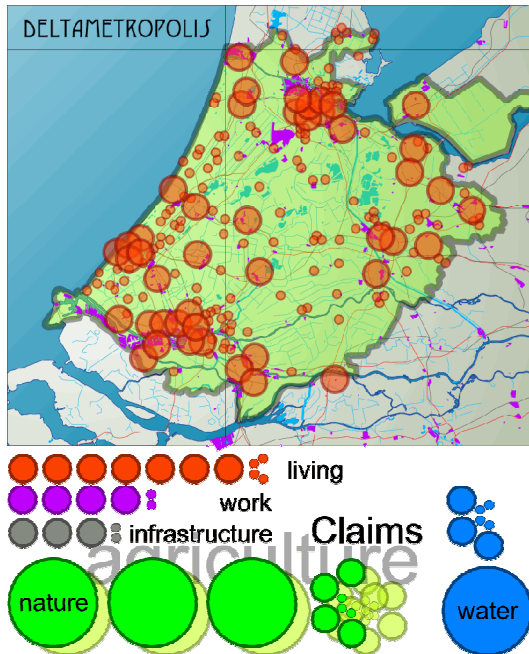 DELTAMETROPOLIS
living
work
infrastructure
Claims
agriculture
nature
water